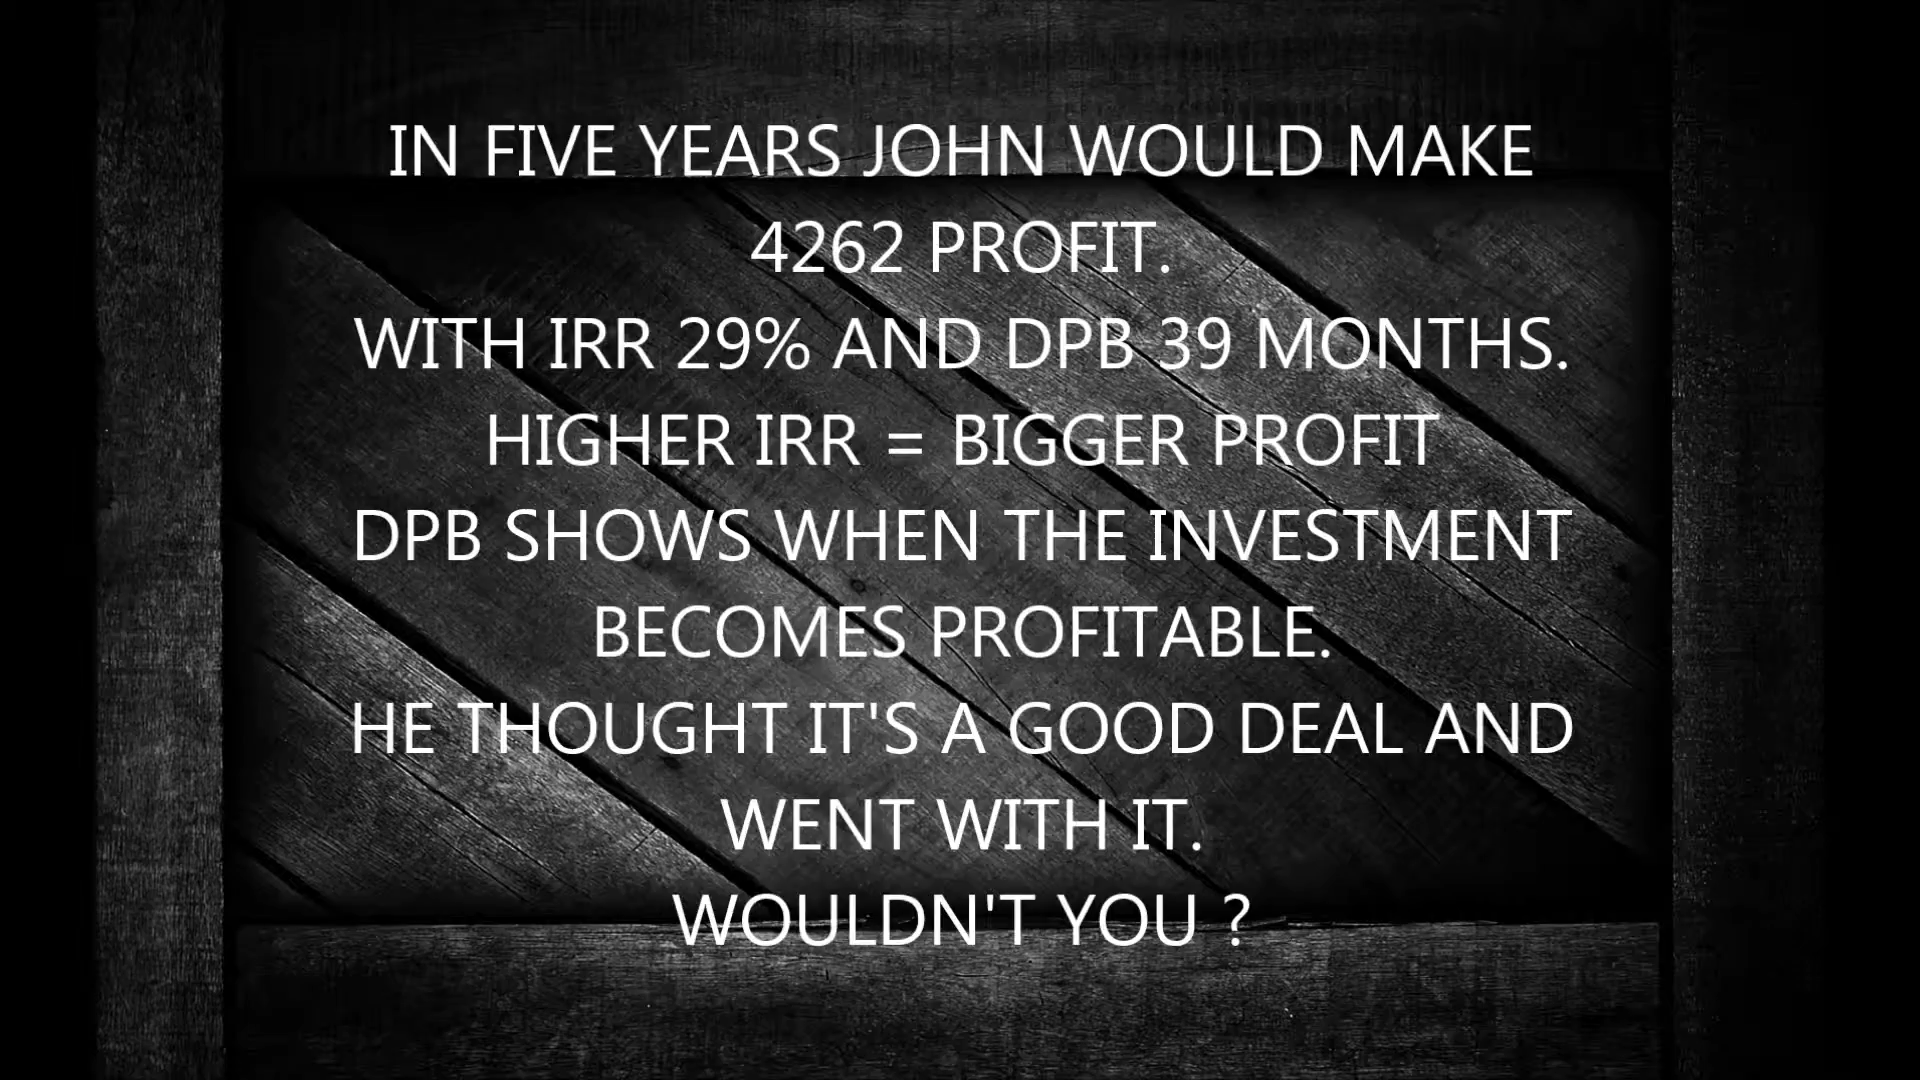 IN FIVE YEARS JOHN WOULD MAKE
4262 PROFIT.
WITH IRR 29% AND DPB 39 MONTHS.
HIGHER IRR = BIGGER PROFIT
DPB SHOWS WHEN THE INVESTMENT
BECOMES PROFITABLE.
HE THOUGHT IT'S A GOOD DEAL AND
WENT WITH IT.
WOULDN'T YOU ?